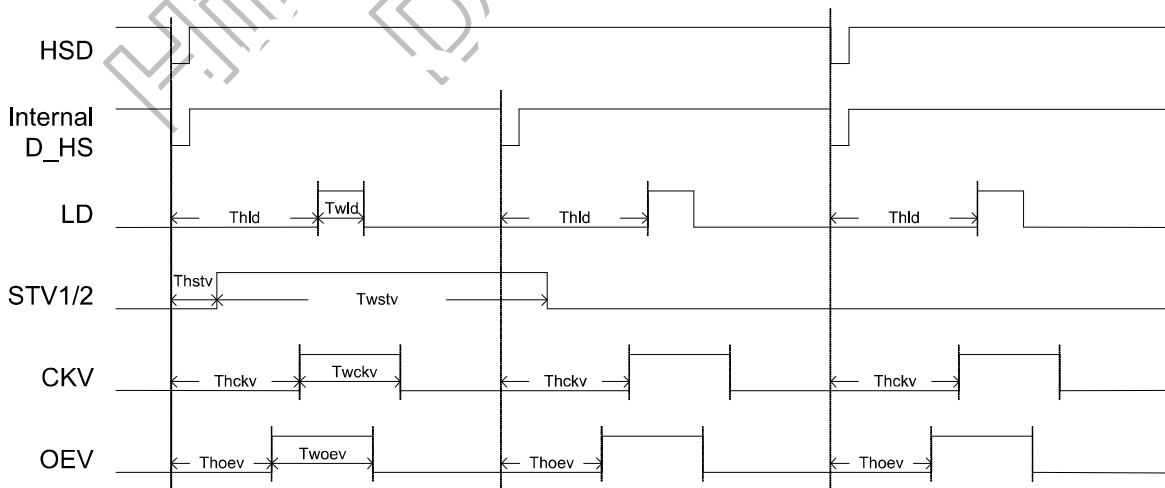 HSD
Internal
D_HS
LD
Thld
Twld
Thld
Thld
STV1/2
Thstv
Twstv
CKV
Thckv
Twckv
Thckv
Thckv
OEV
Thoev
Twoev
Thoev
Thoev